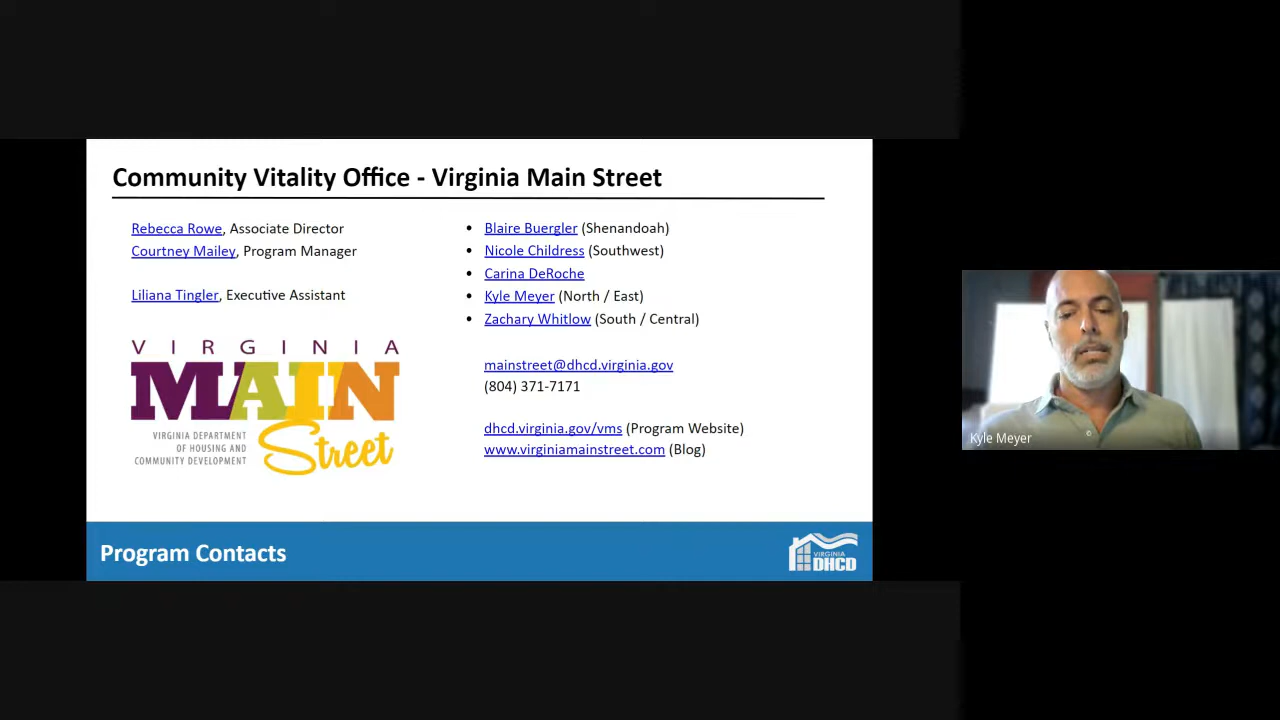 Community Vitality Office - Virginia Main Street
Rebecca Rowe, Associate Director
Courtney Mailey, Program Manager
Liliana Tingler, Executive Assistant
VIRGINIA
MAIN
Street
VIRGINIA DEPARTMENT
OF HOUSING AND
COMMUNITY DEVELOPMENT
• Blaire Buergler (Shenandoah)
• Nicole Childress (Southwest)
• Carina DeRoche
• Kyle Meyer (North / East)
• Zachary Whitlow (South / Central)
mainstreet@dhcd.virginia.gov
(804) 371-7171
dhcd.virginia.gov/vms (Program Website)
www.virginiamainstreet.com (Blog)
Program Contacts
VIRGINIA
DHCD
Kyle Meyer